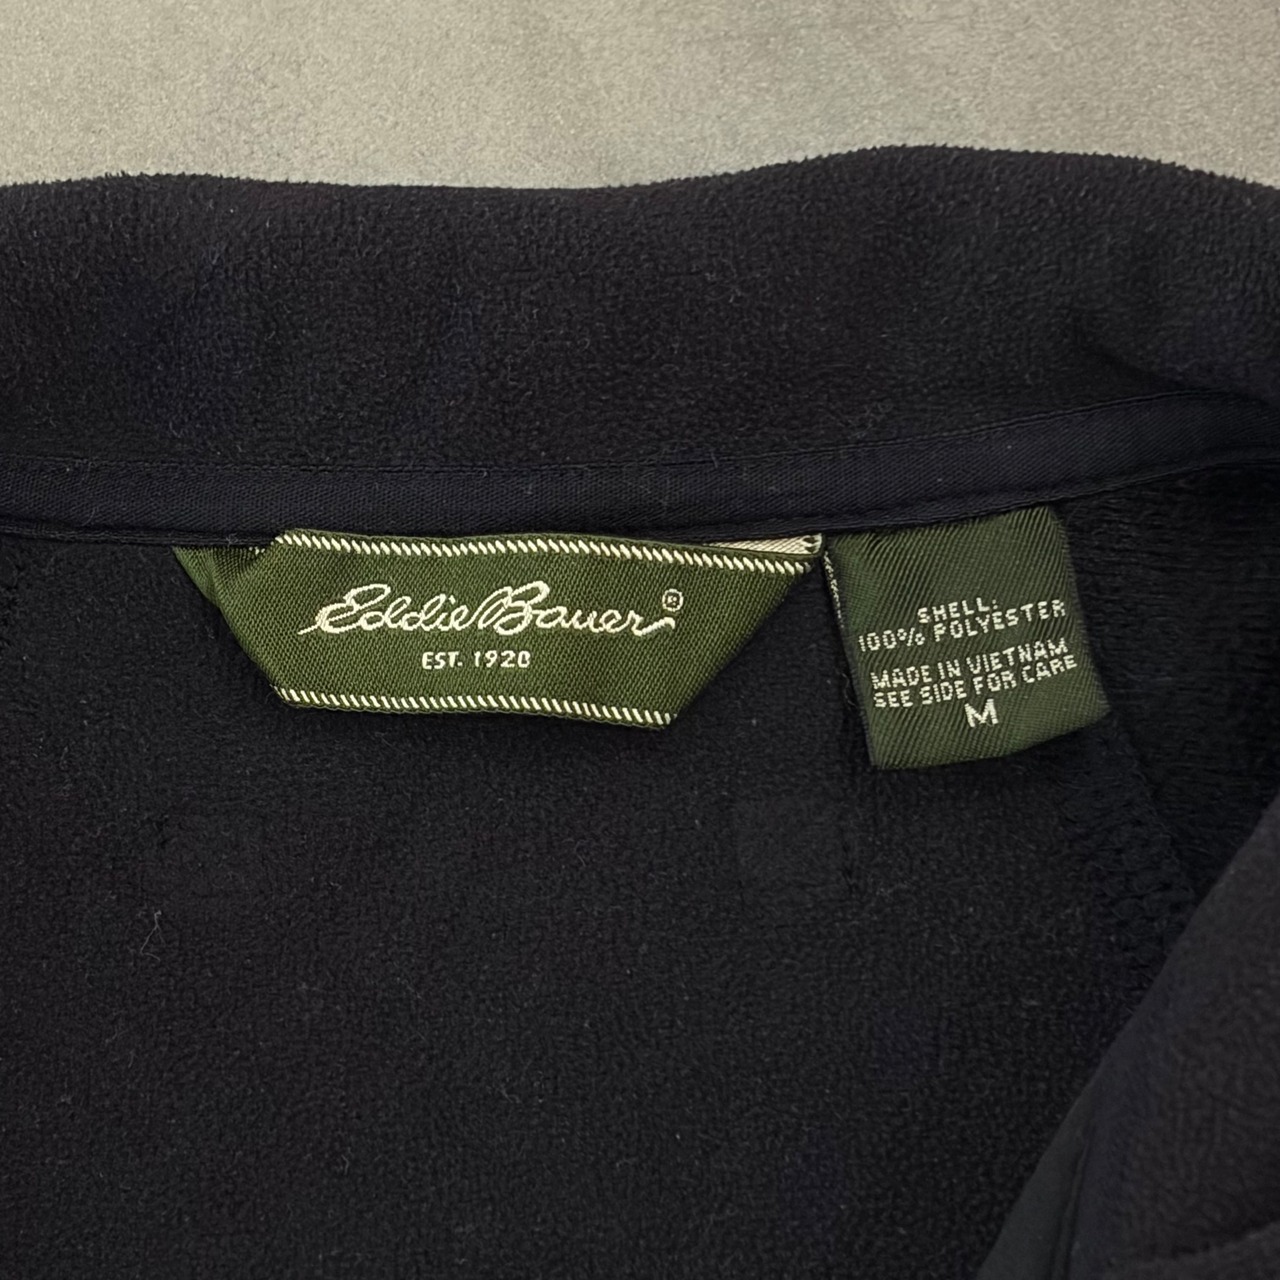 Eddie Bauer®
EST. 1920
SHELL:
100% POLYESTER
MADE IN VIETNAM
SEE SIDE FOR CARE
M